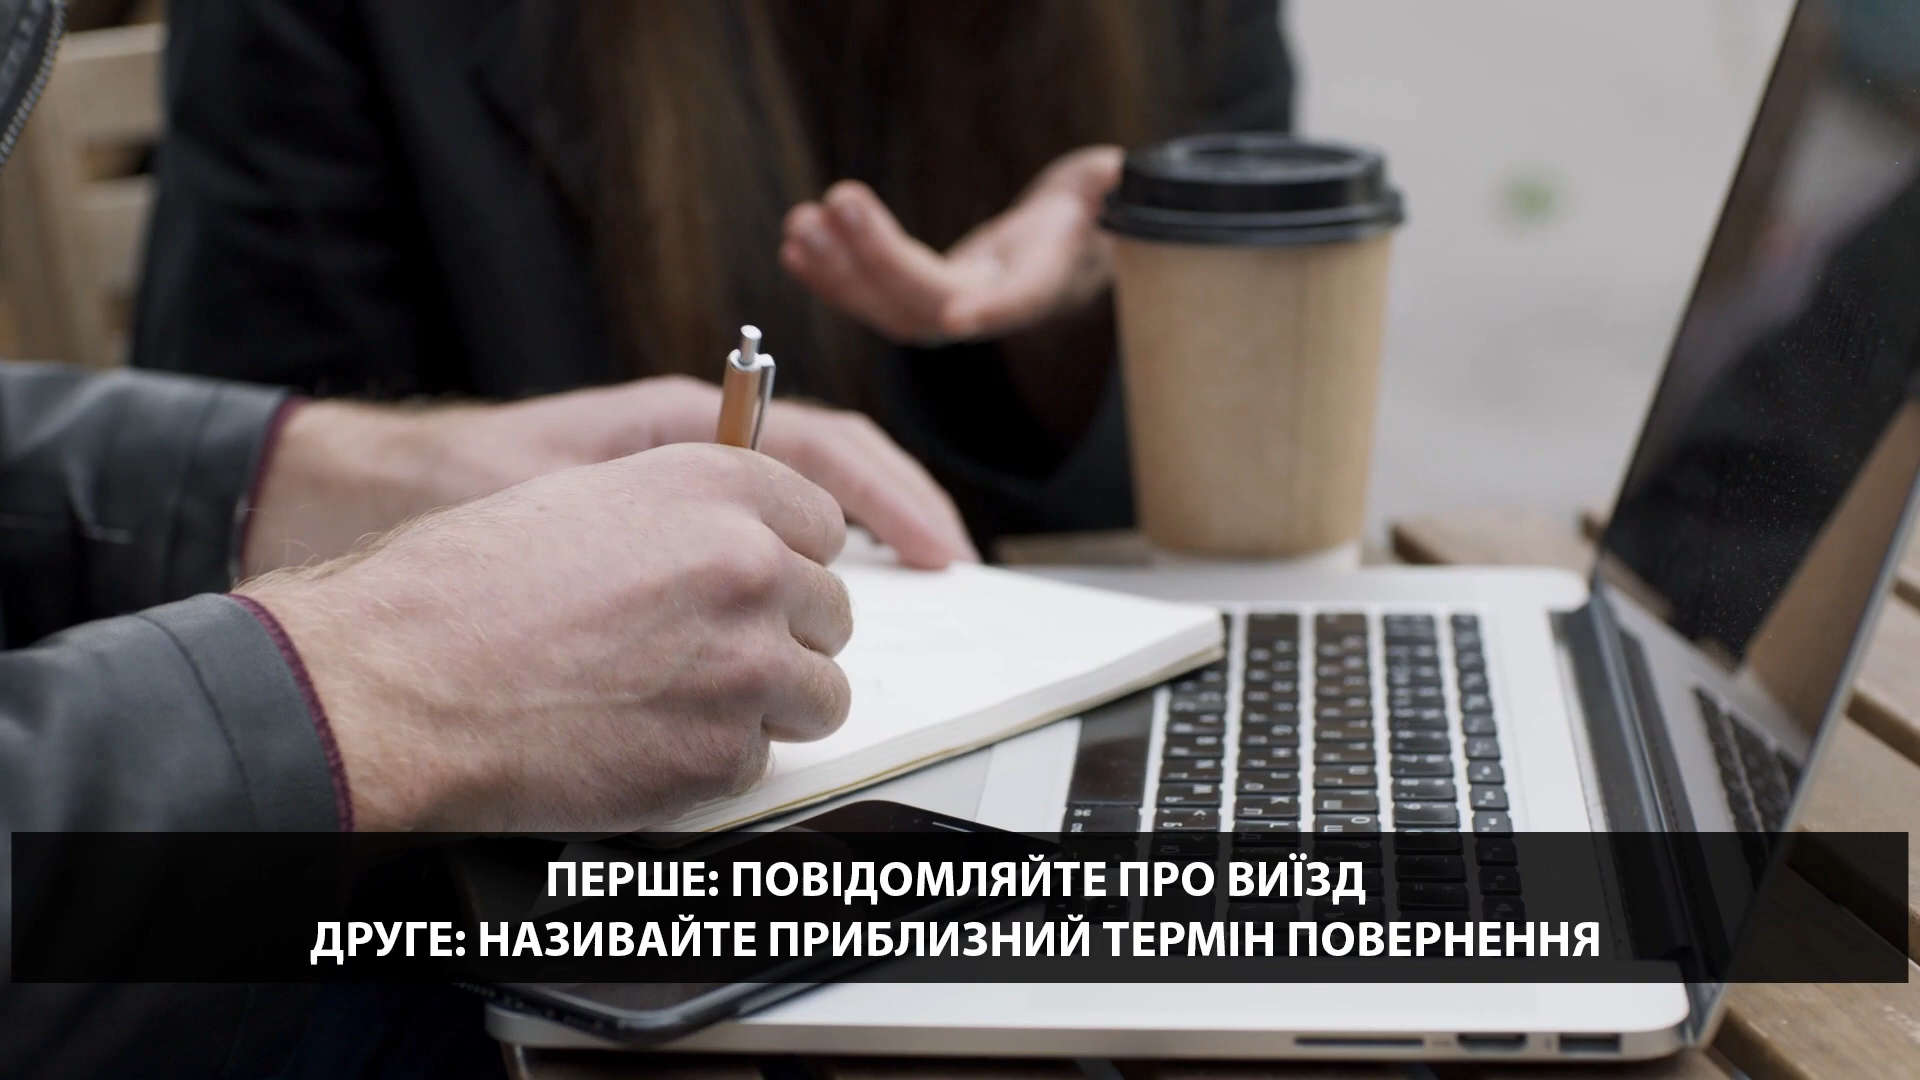 ПЕРШЕ: ПОВІДОМЛЯЙТЕ ПРО ВИЇЗД
ДРУГЕ: НАЗИВАЙТЕ ПРИБЛИЗНИЙ ТЕРМІН ПОВЕРНЕННЯ